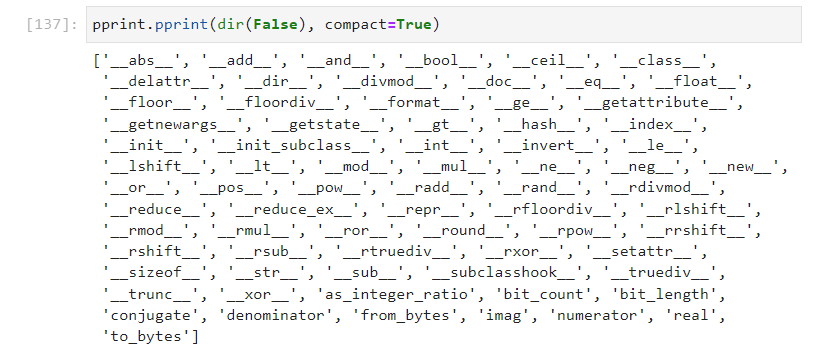 [137]: pprint.pprint(dir(False), compact=True)
['__abs__', '__add__', '__and__', '__bool__', '__ceil__', '__class__',
'__delattr__', '__dir__', '__divmod__', '__doc__', '__eq__', '__float__',
'__floor__', '__floordiv__', '__format__', '__ge__', '__getattribute__',
'__getnewargs__', '__getstate__', '__gt__', '__hash__', '__index__',
'__init__', '__init_subclass__', '__int__', '__invert__', '__le__',
'__lshift__', '__lt__', '__mod__', '__mul__', '__ne__', '__neg__', '__new__',
'__or__', '__pos__', '__pow__', '__radd__', '__rand__', '__rdivmod__',
'__reduce__', '__reduce_ex__', '__repr__', '__rfloordiv__', '__rlshift__',
'__rmod__', '__rmul__', '__ror__', '__round__', '__rpow__', '__rrshift__',
'__rshift__', '__rsub__', '__rtruediv__', '__rxor__', '__setattr__',
'__sizeof__', '__str__', '__sub__', '__subclasshook__', '__truediv__',
'__trunc__', '__xor__', 'as_integer_ratio', 'bit_count', 'bit_length',
'conjugate', 'denominator', 'from_bytes', 'imag', 'numerator', 'real',
'to_bytes']